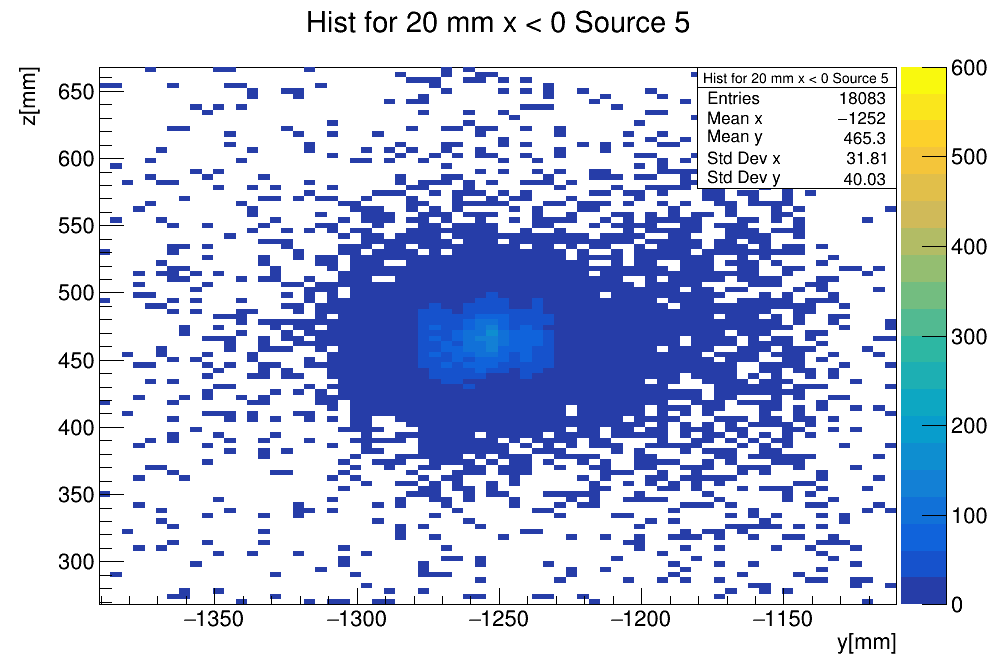 Hist for 20 mm x < 0 Source 5
z[mm]
650
600
550
500
450
400
350
300
Hist for 20 mm x < 0 Source 5
Entries 18083
Mean x −1252
Mean y 465.3
Std Dev x 31.81
Std Dev y 40.03
600
500
400
300
200
100
0
−1350 −1300 −1250 −1200 −1150
y[mm]